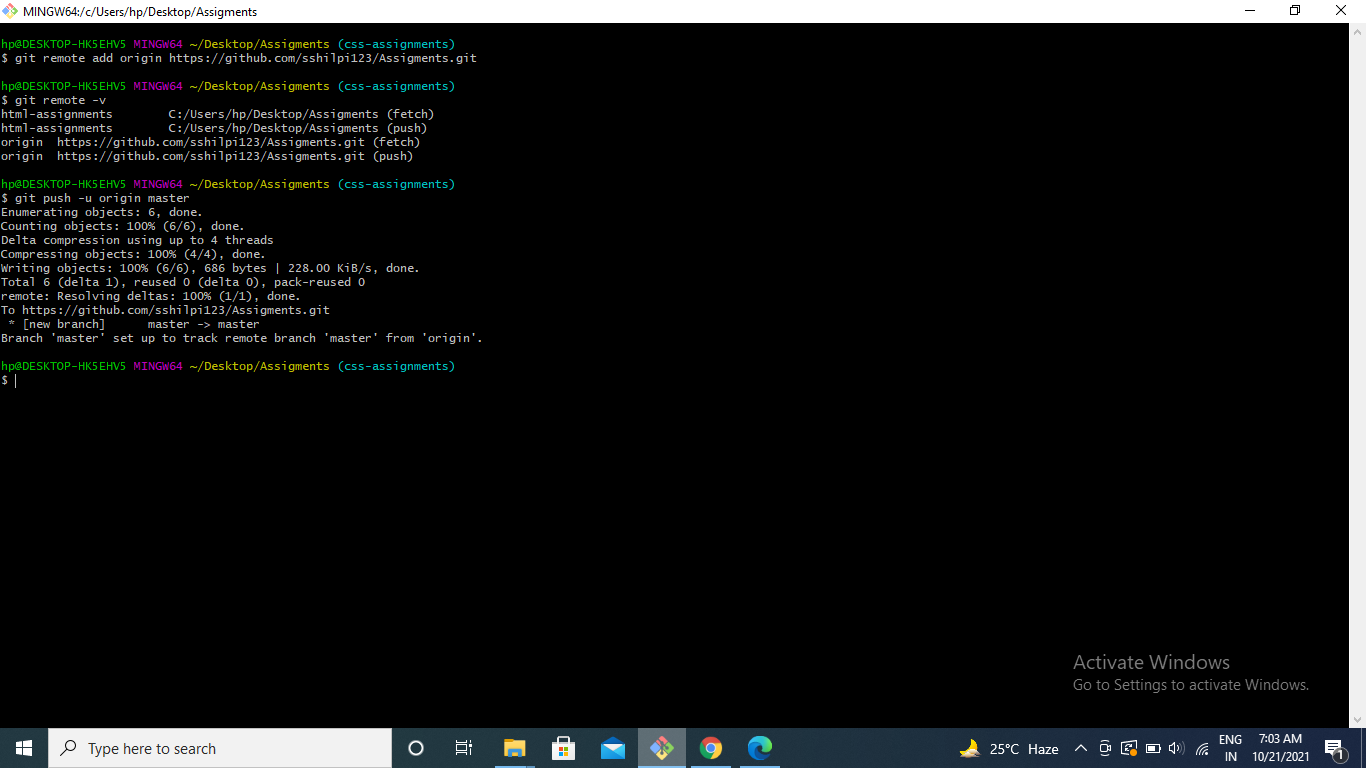 MINGW64:/c/Users/hp/Desktop/Assigments
hp@DESKTOP-HK5EHV5 MINGW64 ~/Desktop/Assigments (css-assignments)
$ git remote add origin https://github.com/sshilpi123/Assigments.git
hp@DESKTOP-HK5EHV5 MINGW64 ~/Desktop/Assigments (css-assignments)
$ git remote -v
html-assignments        C:/Users/hp/Desktop/Assigments (fetch)
html-assignments        C:/Users/hp/Desktop/Assigments (push)
origin  https://github.com/sshilpi123/Assigments.git (fetch)
origin  https://github.com/sshilpi123/Assigments.git (push)
hp@DESKTOP-HK5EHV5 MINGW64 ~/Desktop/Assigments (css-assignments)
$ git push -u origin master
Enumerating objects: 6, done.
Counting objects: 100% (6/6), done.
Delta compression using up to 4 threads
Compressing objects: 100% (4/4), done.
Writing objects: 100% (6/6), 686 bytes | 228.00 KiB/s, done.
Total 6 (delta 1), reused 0 (delta 0), pack-reused 0
remote: Resolving deltas: 100% (1/1), done.
To https://github.com/sshilpi123/Assigments.git
 * [new branch]      master -> master
Branch 'master' set up to track remote branch 'master' from 'origin'.
hp@DESKTOP-HK5EHV5 MINGW64 ~/Desktop/Assigments (css-assignments)
$
Activate Windows
Go to Settings to activate Windows.
Type here to search
25°C Haze
ENG
IN
7:03 AM
10/21/2021
1